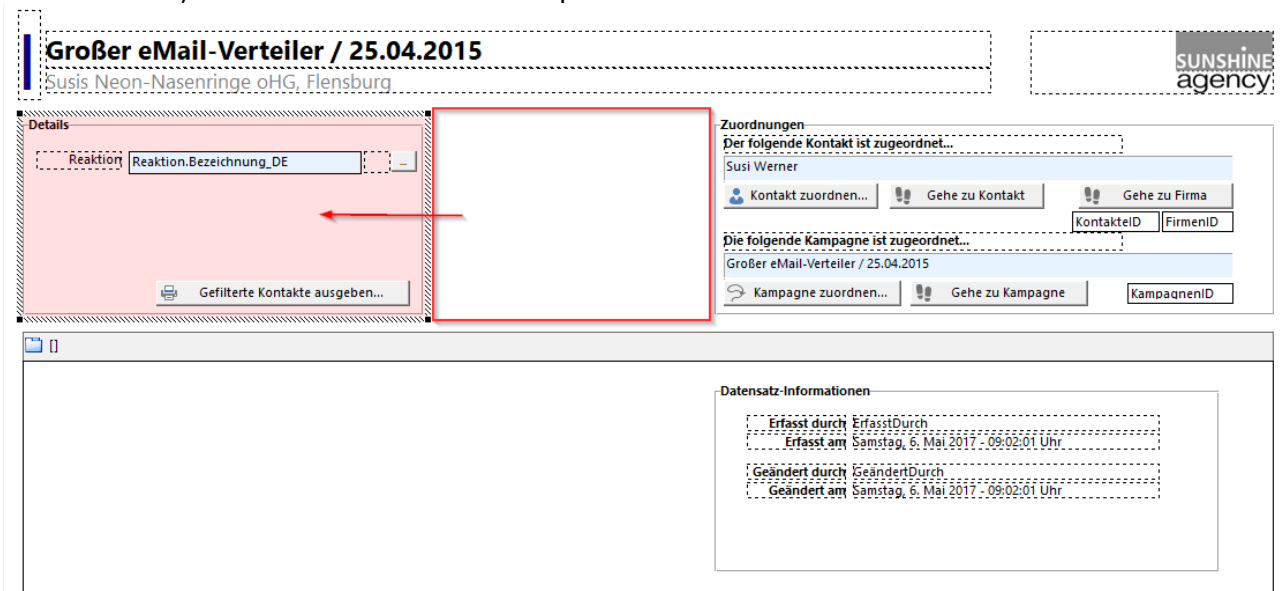 Großer eMail-Verteiler / 25.04.2015
Susis Neon-Nasenringe oHG, Flensburg
SUNSHINE
agency
Details
Reaktion Reaktion.Bezeichnung_DE ...
Gefilterte Kontakte ausgeben...
Zuordnungen
Der folgende Kontakt ist zugeordnet...
Susi Werner
Kontakt zuordnen... Gehe zu Kontakt Gehe zu Firma
KontakteID FirmenID
Die folgende Kampagne ist zugeordnet...
Großer eMail-Verteiler / 25.04.2015
Kampagne zuordnen... Gehe zu Kampagne KampagnenID
[]
Datensatz-Informationen
Erfasst durch ErfasstDurch
Erfasst am Samstag, 6. Mai 2017 - 09:02:01 Uhr
Geändert durch GeändertDurch
Geändert am Samstag, 6. Mai 2017 - 09:02:01 Uhr